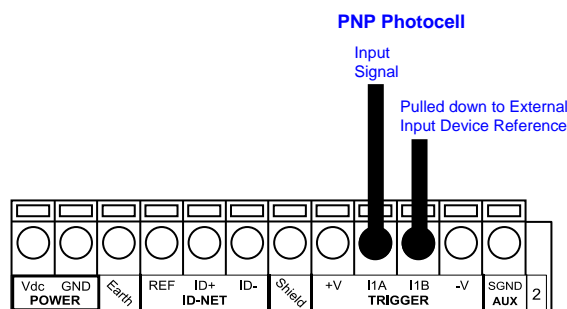 PNP Photocell
Input
Signal
Pulled down to External
Input Device Reference
Vdc GND Earth REF ID+ ID- Shield +V I1A I1B -V SGND 2
POWER ID-NET TRIGGER AUX